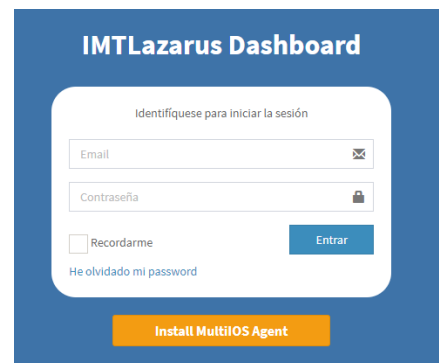 IMTLazarus Dashboard
Identifíquese para iniciar la sesión
Email
Contraseña
Recordarme
Entrar
He olvidado mi password
Install MultiIOS Agent